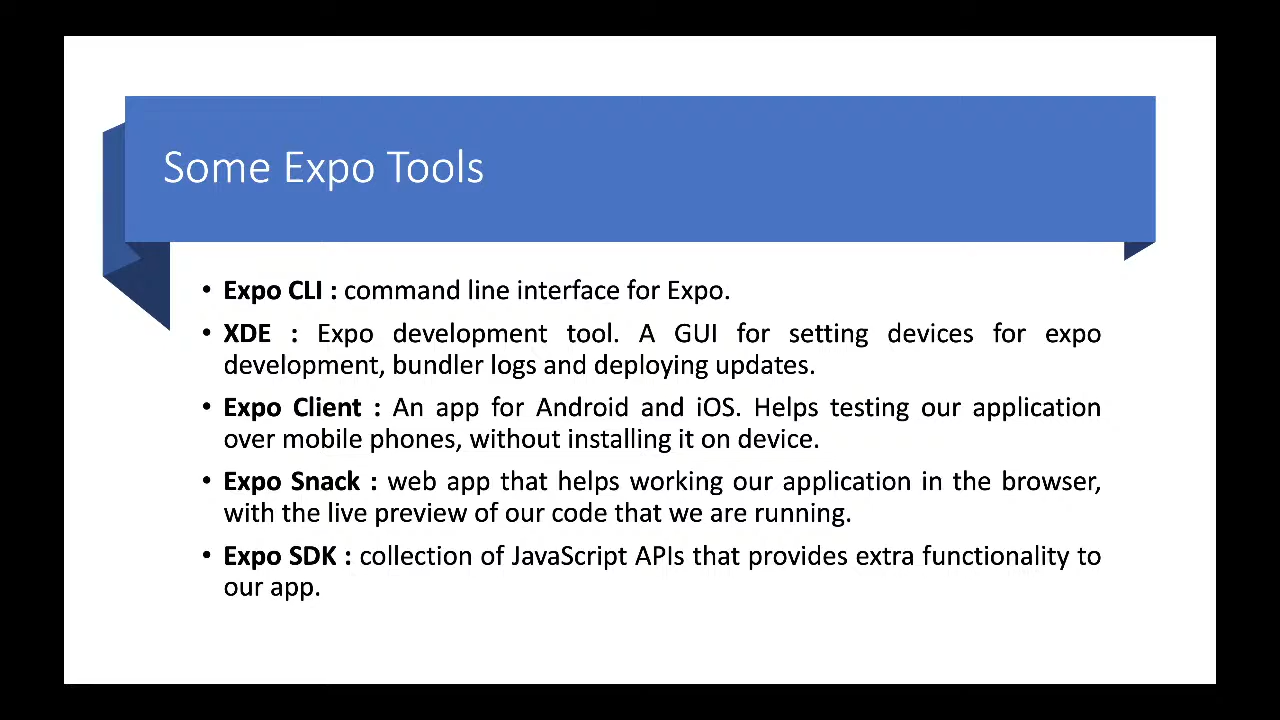 Some Expo Tools
• Expo CLI : command line interface for Expo.
• XDE : Expo development tool. A GUI for setting devices for expo
development, bundler logs and deploying updates.
• Expo Client : An app for Android and iOS. Helps testing our application
over mobile phones, without installing it on device.
• Expo Snack : web app that helps working our application in the browser,
with the live preview of our code that we are running.
• Expo SDK : collection of JavaScript APIs that provides extra functionality to
our app.